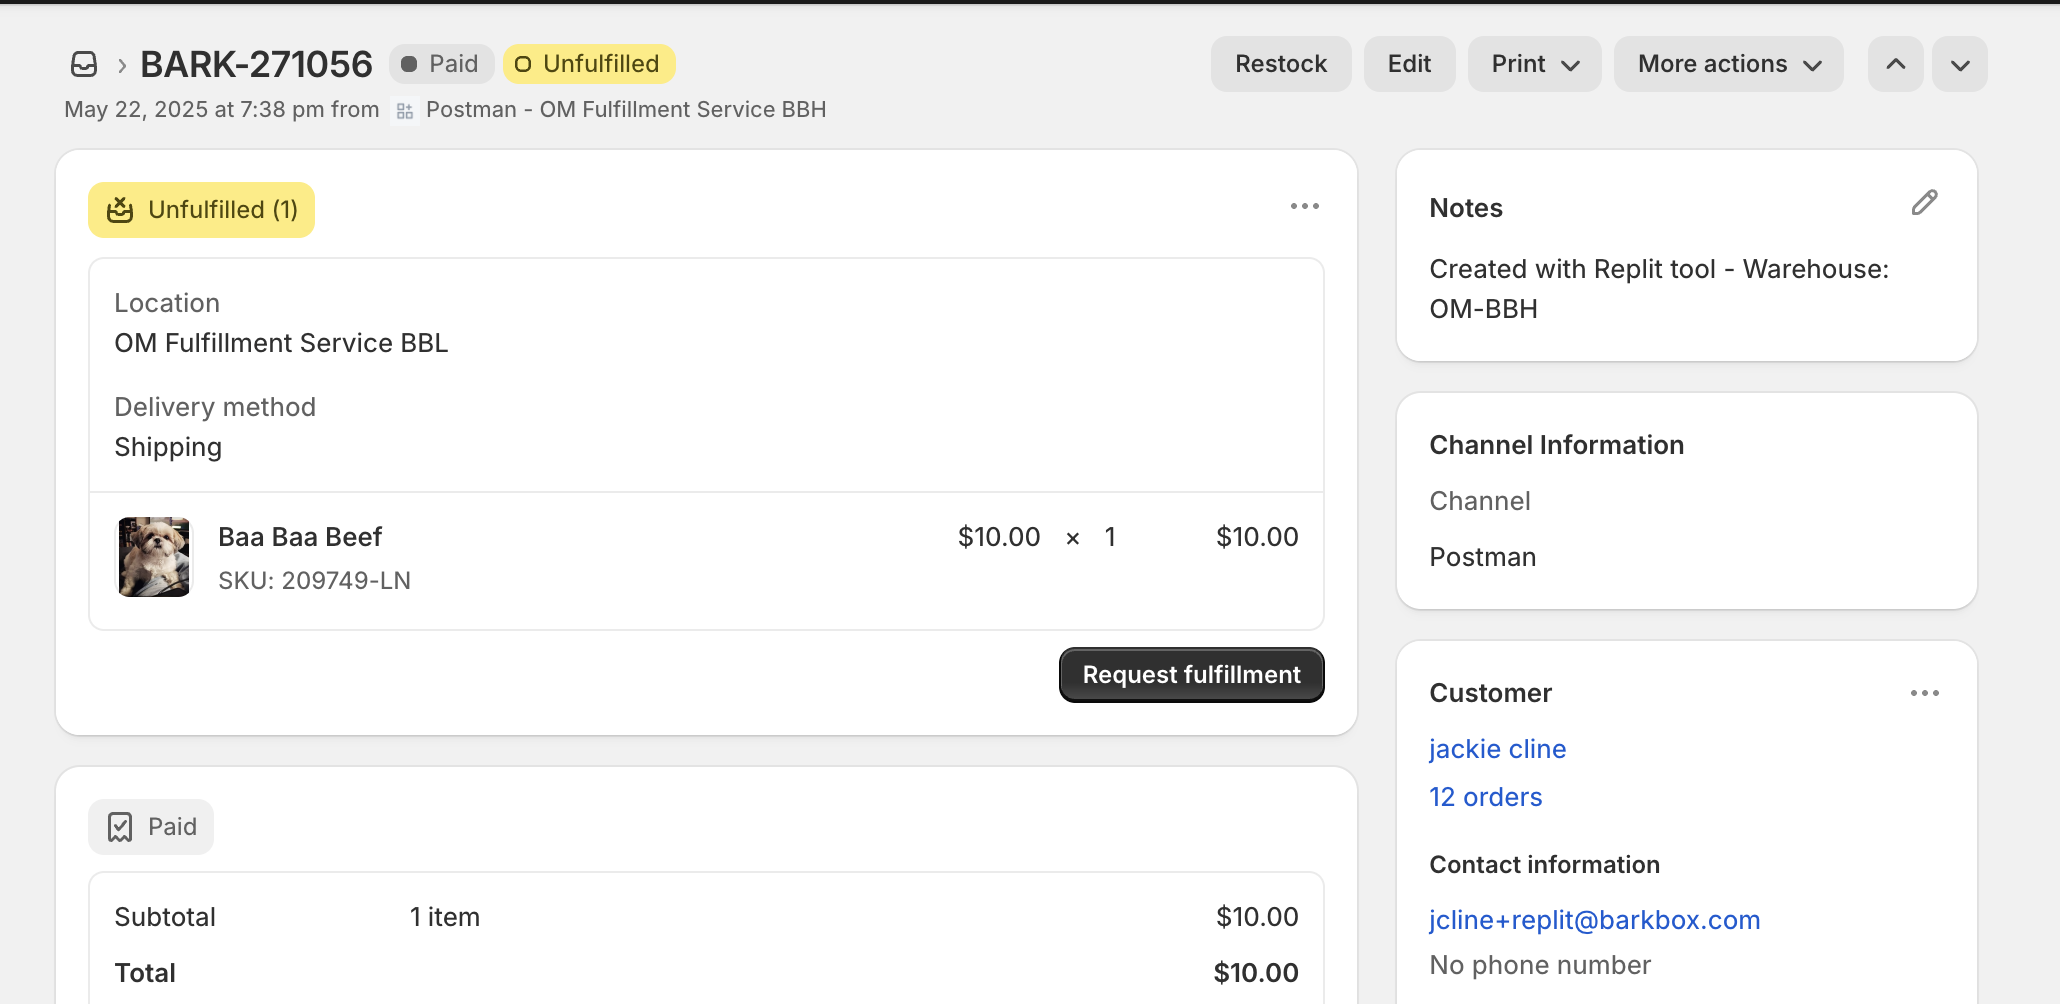 BARK-271056 Paid Unfulfilled
Restock Edit Print More actions
May 22, 2025 at 7:38 pm from Postman - OM Fulfillment Service BBH
Unfulfilled (1)
Location
OM Fulfillment Service BBL
Delivery method
Shipping
Baa Baa Beef $10.00 × 1 $10.00
SKU: 209749-LN
Request fulfillment
Paid
Subtotal 1 item $10.00
Total $10.00
Notes
Created with Replit tool - Warehouse:
OM-BBH
Channel Information
Channel
Postman
Customer
jackie cline
12 orders
Contact information
jcline+replit@barkbox.com
No phone number